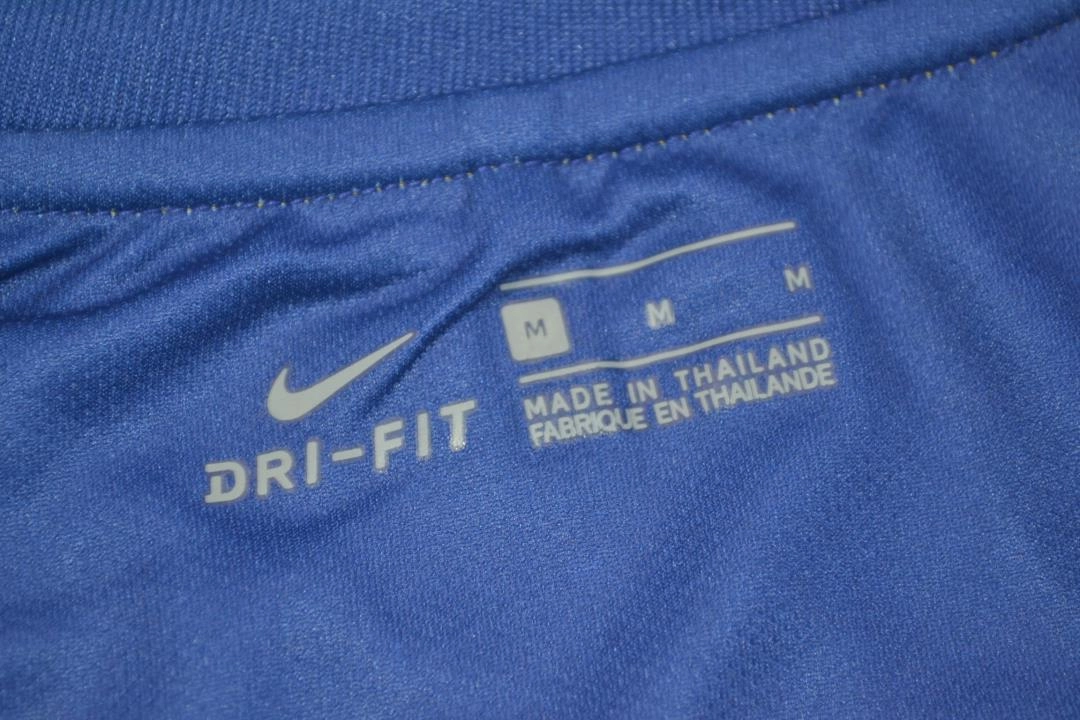 DRI-FIT
M M M
MADE IN THAILAND
FABRIQUE EN THAILANDE